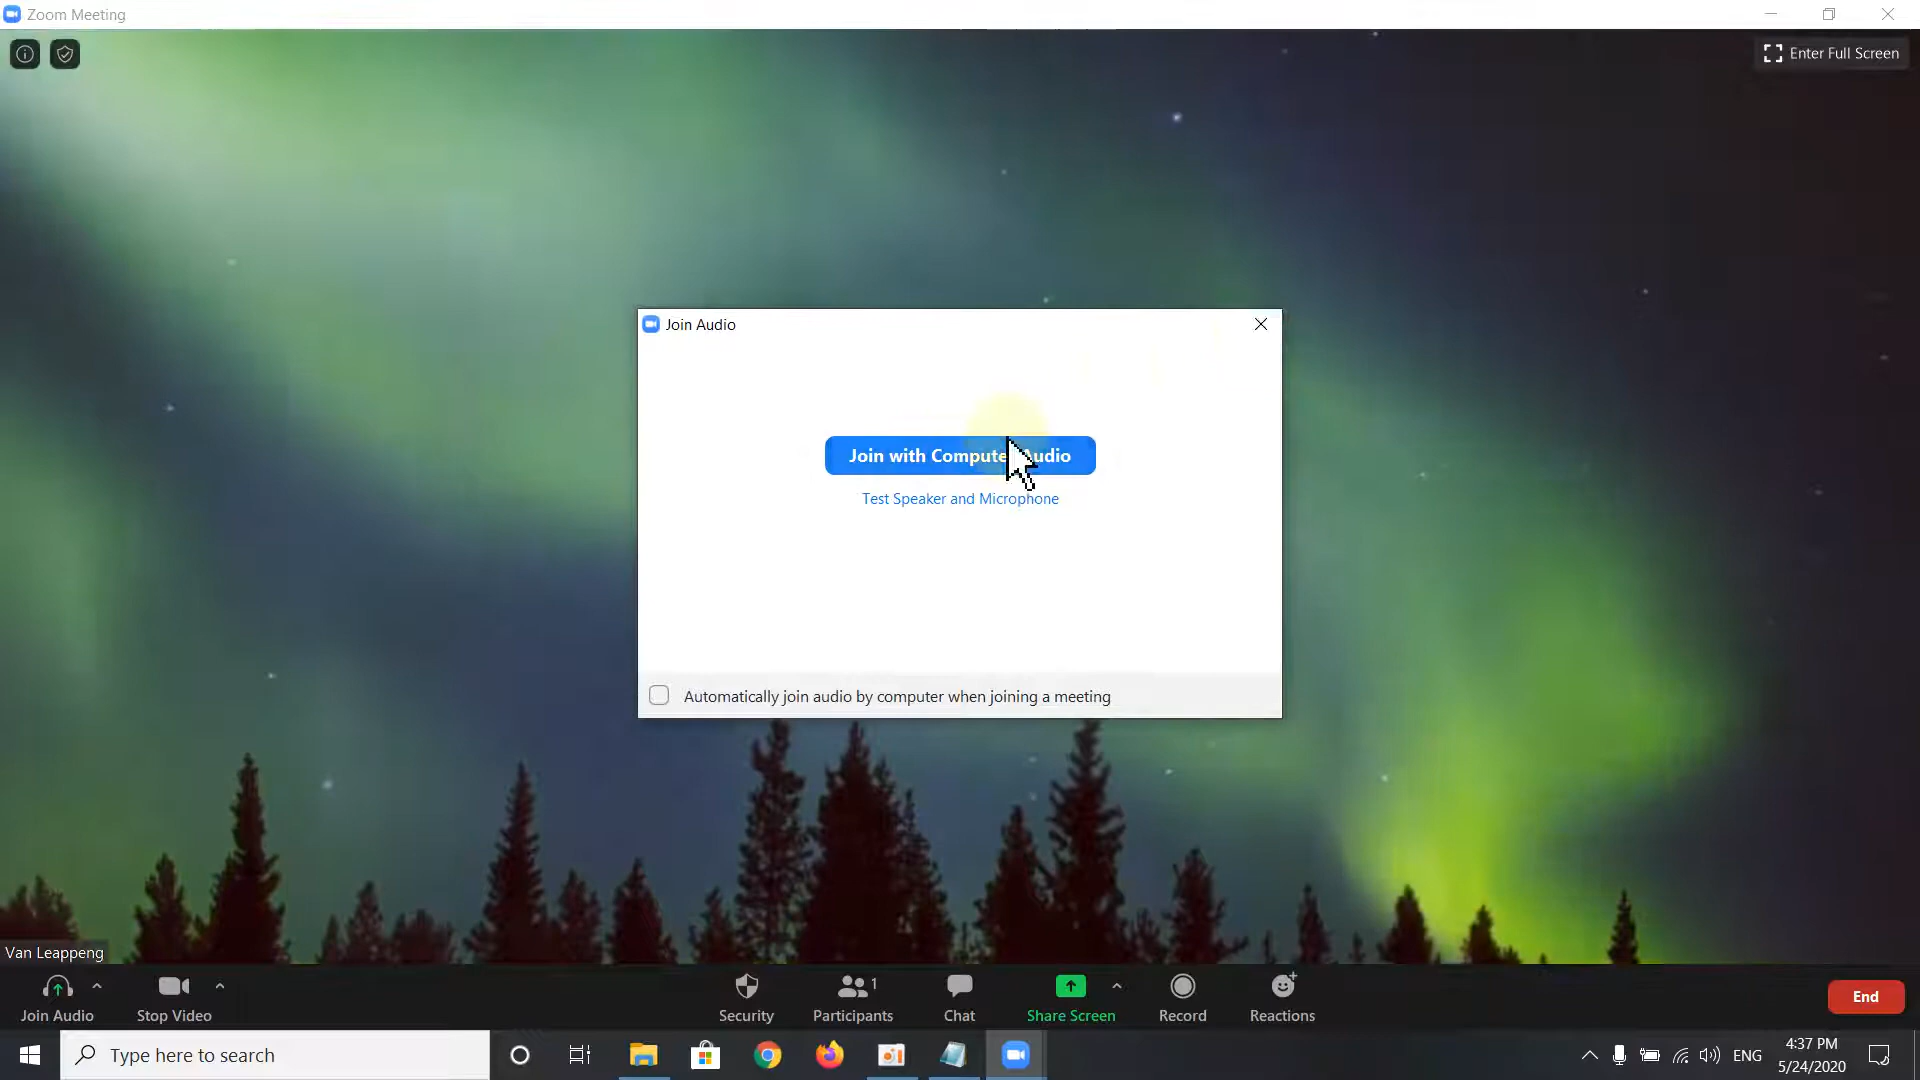 Zoom Meeting
Enter Full Screen
Join Audio
Join with Compute Audio
Test Speaker and Microphone
Automatically join audio by computer when joining a meeting
Van Leappeng
Join Audio
Stop Video
Security
1
Participants
Chat
Share Screen
Record
Reactions
End
Type here to search
ENG
4:37 PM
5/24/2020